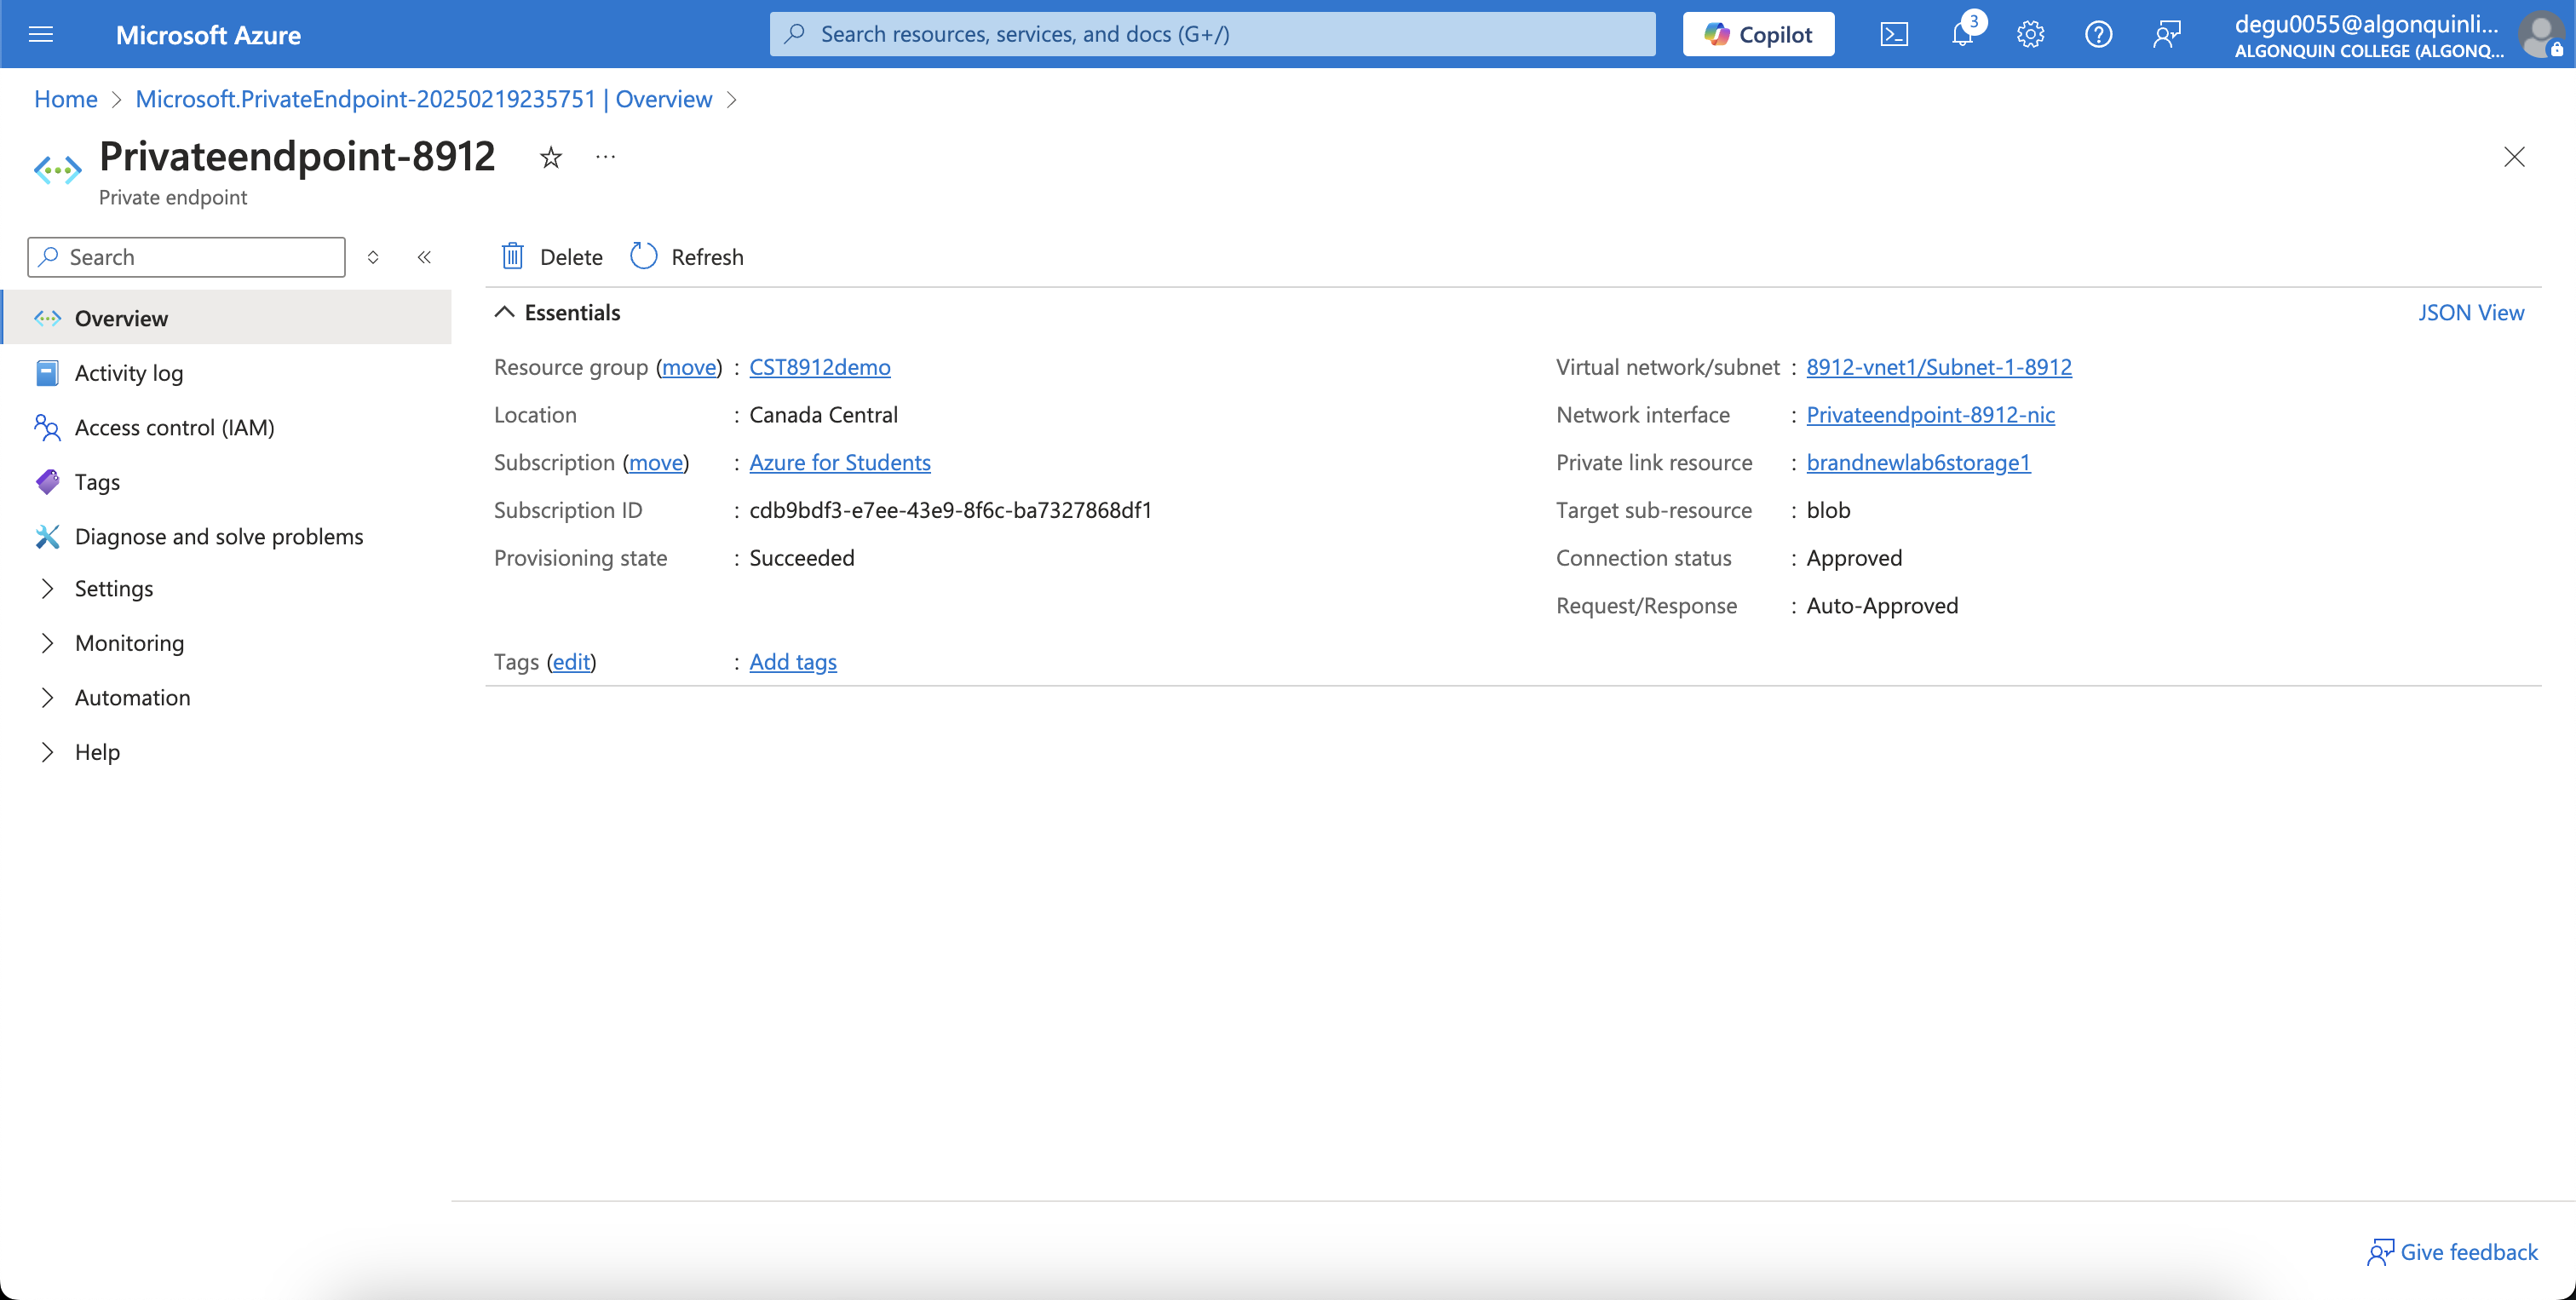 Microsoft Azure
Search resources, services, and docs (G+/)
Copilot
3
degu0055@algonquinli...
ALGONQUIN COLLEGE (ALGONQ...
Home > Microsoft.PrivateEndpoint-20250219235751 | Overview >
Privateendpoint-8912
Private endpoint
Search
Overview
Activity log
Access control (IAM)
Tags
Diagnose and solve problems
Settings
Monitoring
Automation
Help
Delete
Refresh
Essentials
JSON View
Resource group (move) : CST8912demo
Location : Canada Central
Subscription (move) : Azure for Students
Subscription ID : cdb9bdf3-e7ee-43e9-8f6c-ba7327868df1
Provisioning state : Succeeded
Virtual network/subnet : 8912-vnet1/Subnet-1-8912
Network interface : Privateendpoint-8912-nic
Private link resource : brandnewlab6storage1
Target sub-resource : blob
Connection status : Approved
Request/Response : Auto-Approved
Tags (edit) : Add tags
Give feedback